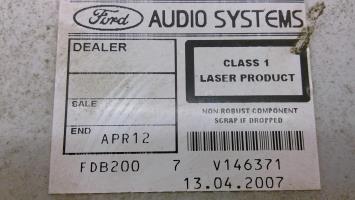 Ford AUDIO SYSTEMS
DEALER
CLASS 1
LASER PRODUCT
SALE
NON-ROBUST COMPONENT
SCRAP IF DROPPED
END APR12
FDB200 7 V146371
13.04.2007